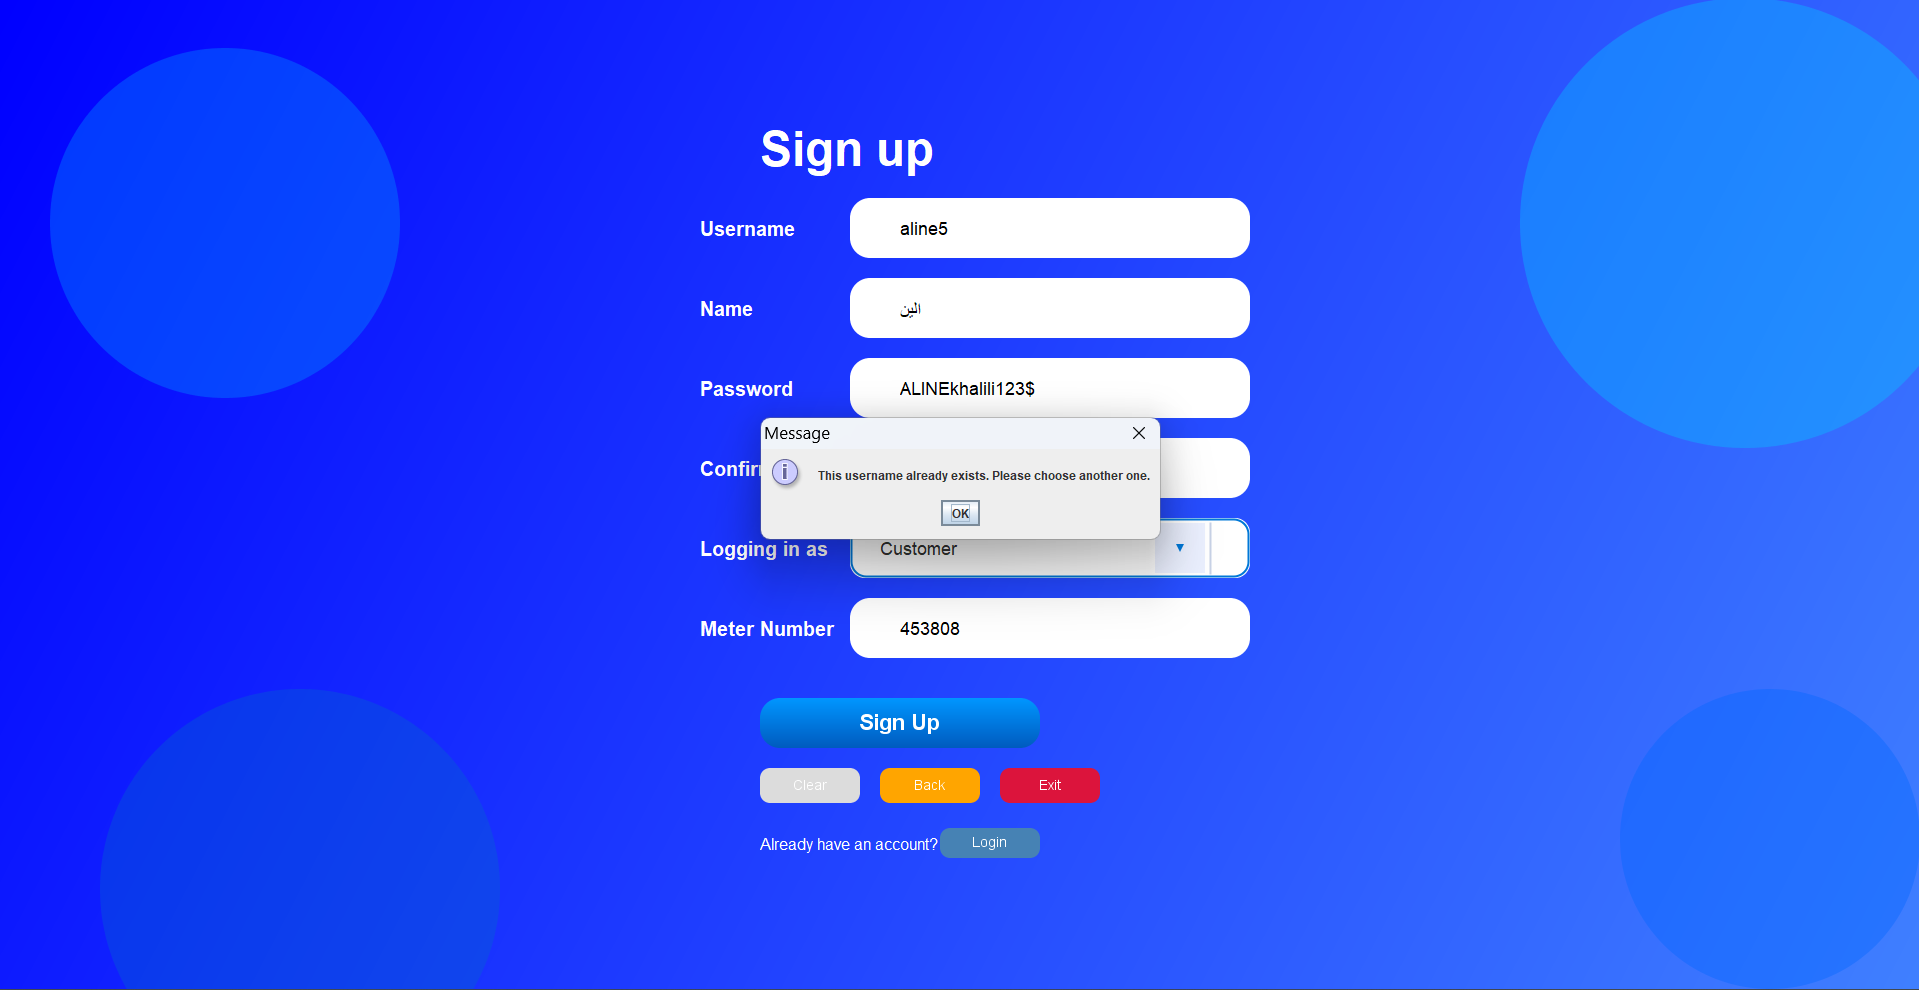 Sign up
Username
aline5
Name
الين
Password
ALINEkhalili123$
Message
This username already exists. Please choose another one.
OK
Logging in as
Customer
Meter Number
453808
Sign Up
Clear
Back
Exit
Already have an account?
Login